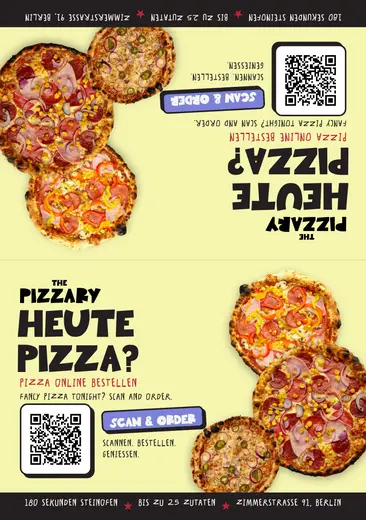 180 SEKUNDEN STEINOFEN ★ BIS ZU 25 ZUTATEN ★ ZIMMERSTRASSE 91, BERLIN
SCANNEN. BESTELLEN.
GENIESSEN.
SCAN & ORDER
FANCY PIZZA TONIGHT? SCAN AND ORDER.
PIZZA ONLINE BESTELLEN
HEUTE
PIZZA?
THE
PIZZARY
THE
PIZZARY
HEUTE
PIZZA?
PIZZA ONLINE BESTELLEN
FANCY PIZZA TONIGHT? SCAN AND ORDER.
SCAN & ORDER
SCANNEN. BESTELLEN.
GENIESSEN.
180 SEKUNDEN STEINOFEN ★ BIS ZU 25 ZUTATEN ★ ZIMMERSTRASSE 91, BERLIN